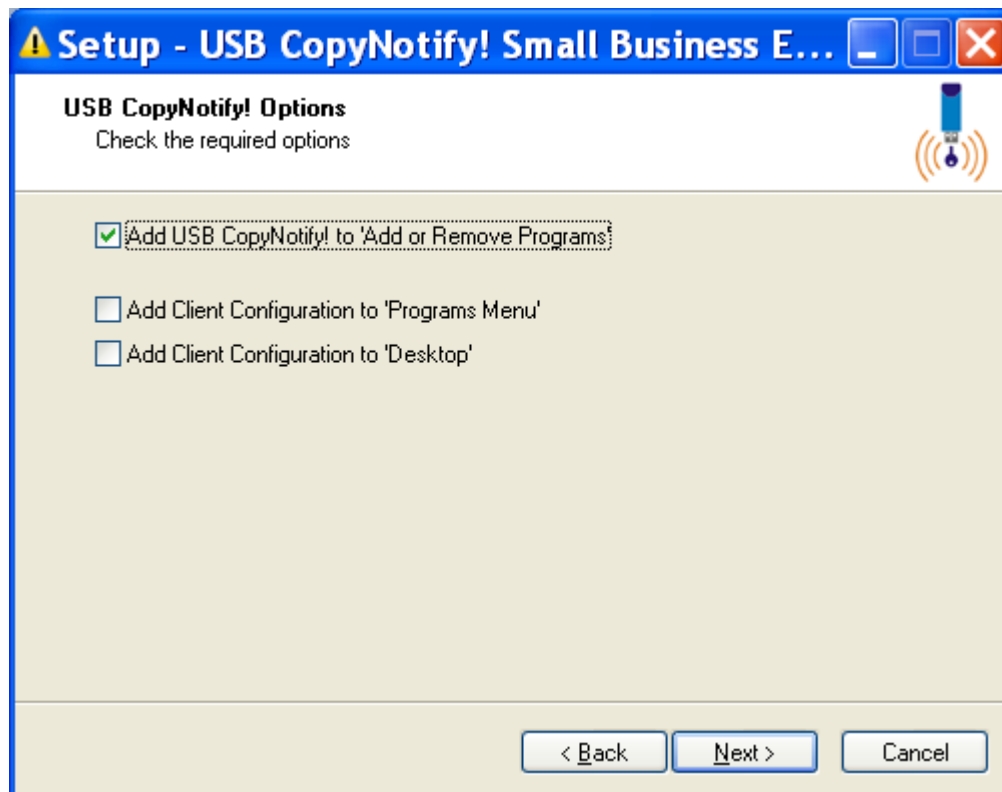 Setup - USB CopyNotify! Small Business E...
USB CopyNotify! Options
Check the required options
Add USB CopyNotify! to 'Add or Remove Programs'
Add Client Configuration to 'Programs Menu'
Add Client Configuration to 'Desktop'
< Back Next > Cancel